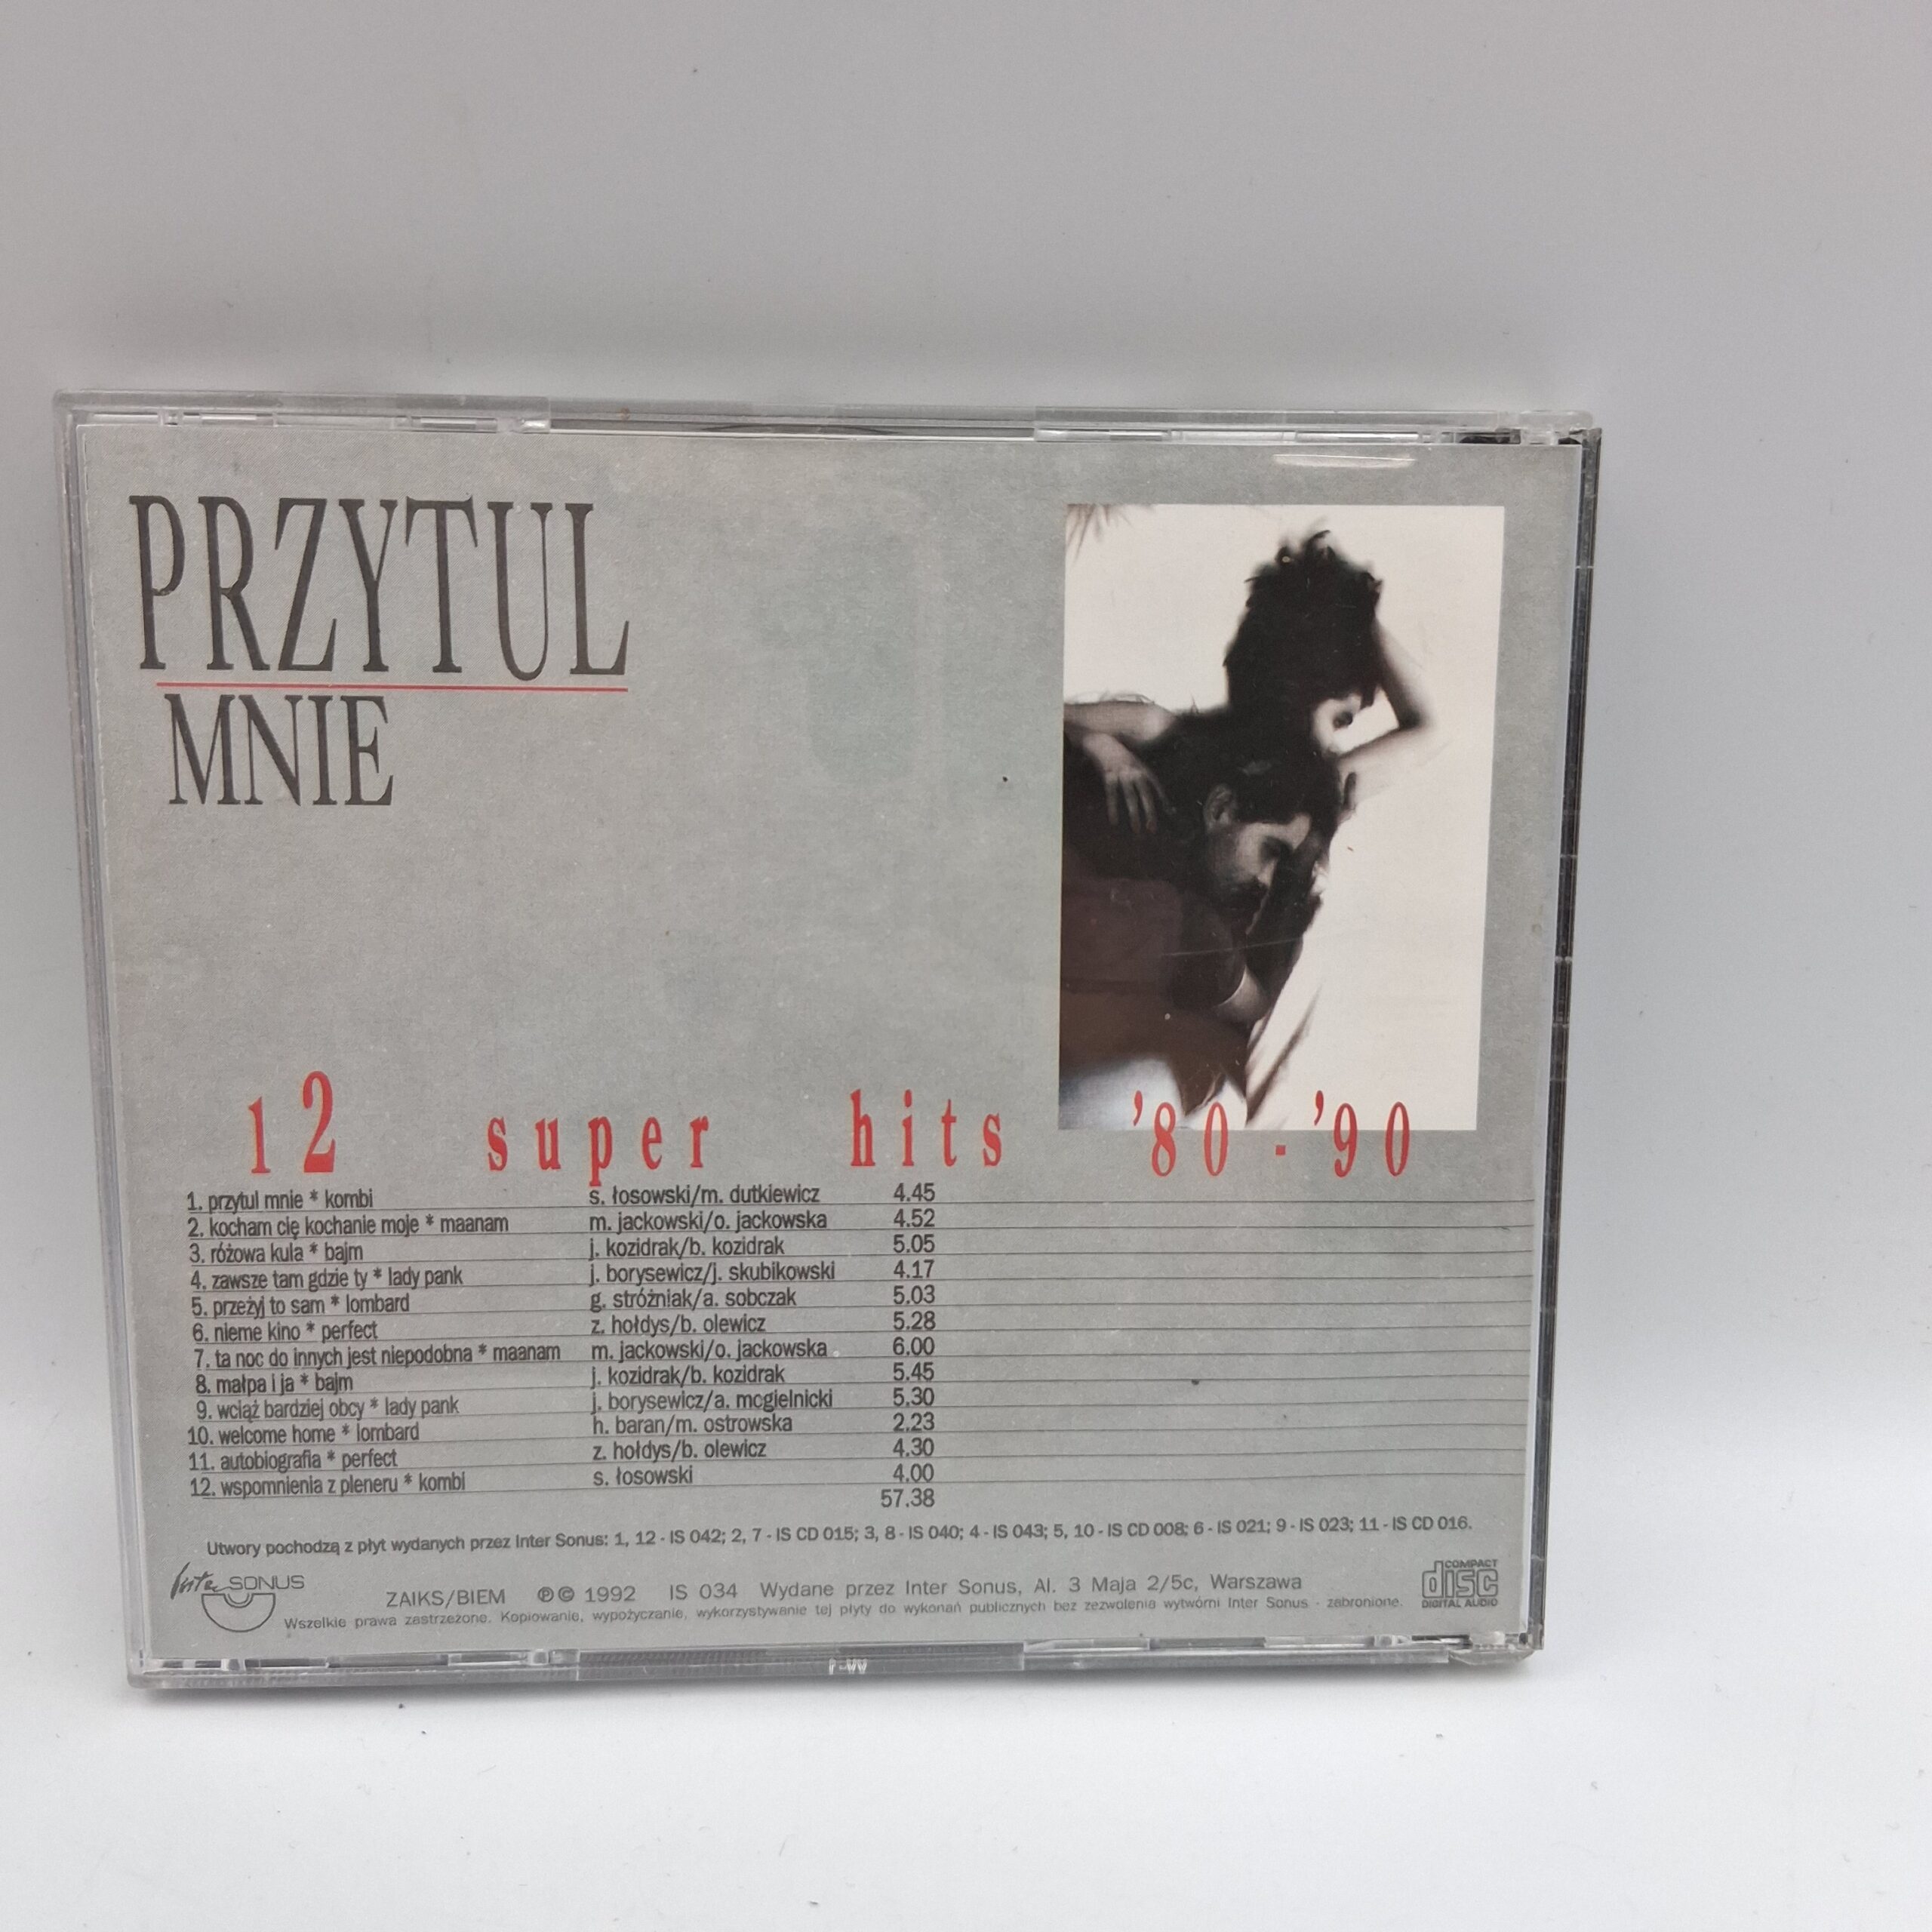 PRZYTUL
MNIE
12 super hits '80-'90
1. przytul mnie * kombi s. łosowski/m. dutkiewicz 4.45
2. kocham cię kochanie moje * maanam m. jackowski/o. jackowska 4.52
3. różowa kula * bajm j. kozidrak/b. kozidrak 5.05
4. zawsze tam gdzie ty * lady pank j. borysewicz/j. skubikowski 4.17
5. przeżyj to sam * lombard g. stróżniak/a. sobczak 5.03
6. nieme kino * perfect z. hołdys/b. olewicz 5.28
7. ta noc do innych jest niepodobna * maanam m. jackowski/o. jackowska 6.00
8. małpa i ja * bajm j. kozidrak/b. kozidrak 5.45
9. wciąż bardziej obcy * lady pank j. borysewicz/a. mogielnicki 5.30
10. welcome home * lombard h. baran/m. ostrowska 2.23
11. autobiografia * perfect z. hołdys/b. olewicz 4.30
12. wspomnienia z pleneru * kombi s. łosowski 4.00
57.38
Utwory pochodzą z płyt wydanych przez Inter Sonus: 1, 12 - IS 042; 2, 7 - IS CD 015; 3, 8 - IS 040; 4 - IS 043; 5, 10 - IS CD 008; 6 - IS 021; 9 - IS 023; 11 - IS CD 016.
Inter SONUS
ZAIKS/BIEM ℗© 1992 IS 034 Wydane przez Inter Sonus, Al. 3 Maja 2/5c, Warszawa
Wszelkie prawa zastrzeżone. Kopiowanie, wypożyczanie, wykorzystywanie tej płyty do wykonań publicznych bez zezwolenia wytwórni Inter Sonus - zabronione.
COMPACT
disc
DIGITAL AUDIO